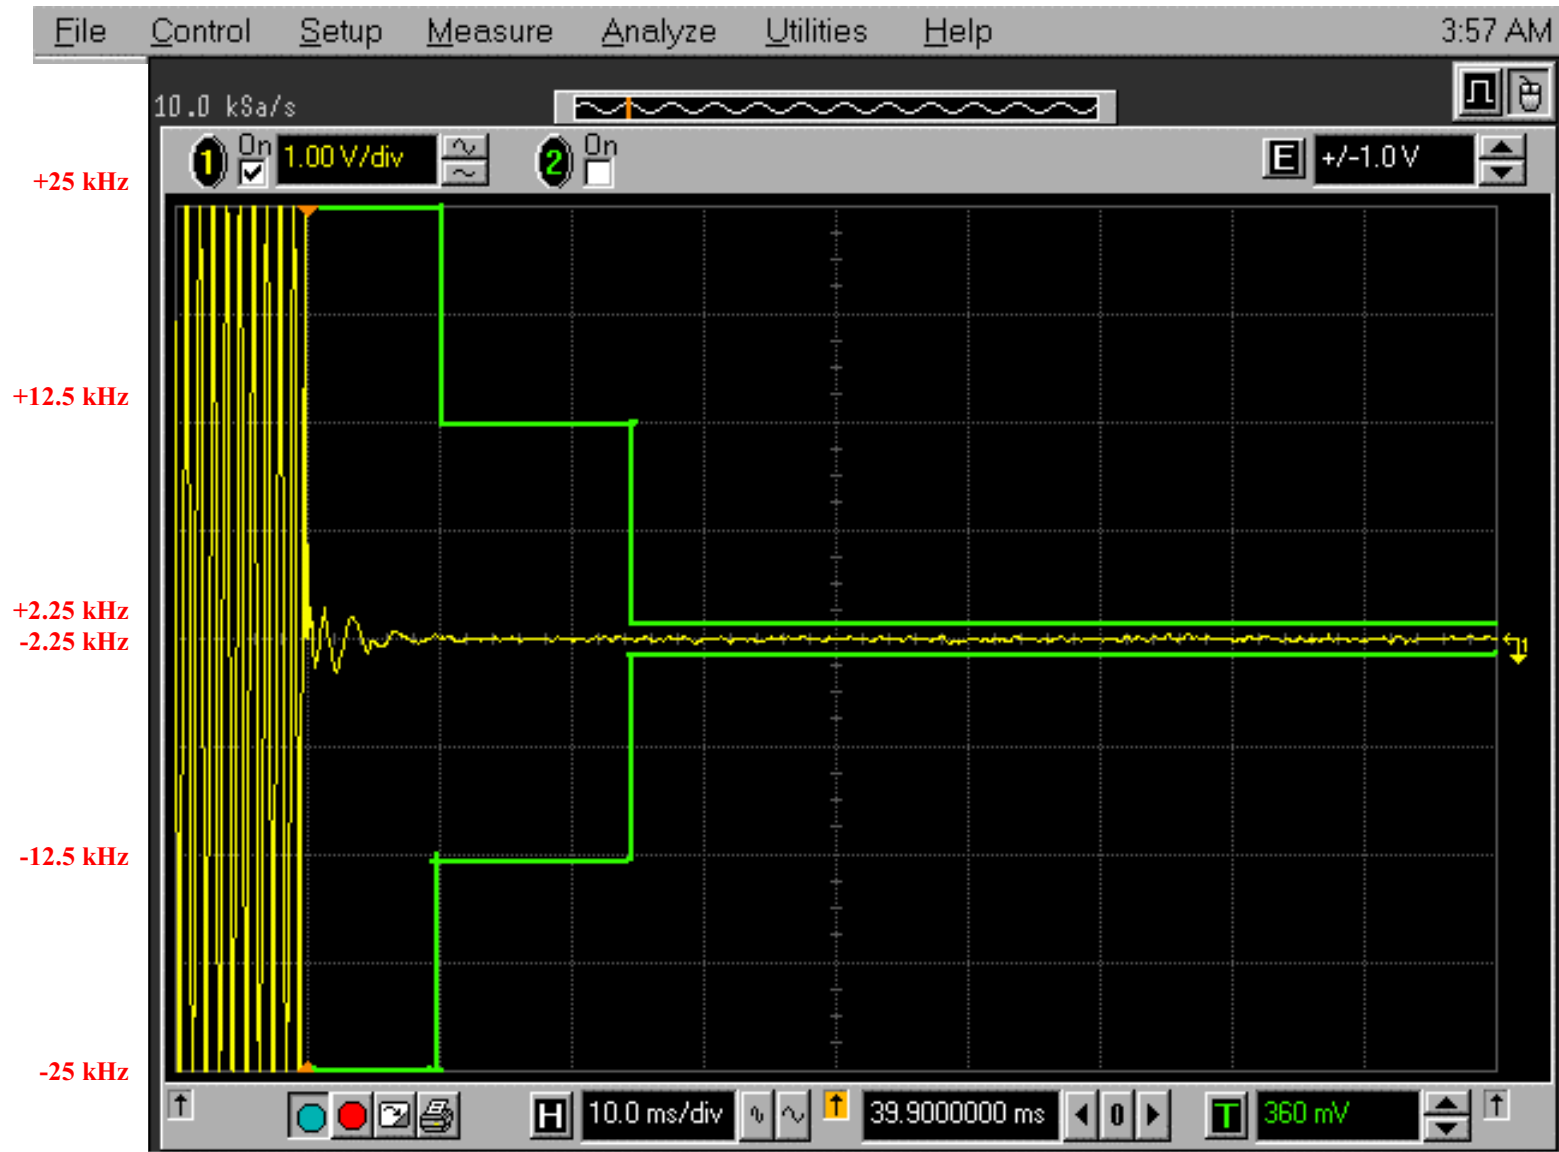 File Control Setup Measure Analyze Utilities Help 3:57 AM
10.0 kSa/s
1 On 1.00 V/div 2 On E +/-1.0 V
+25 kHz
+12.5 kHz
+2.25 kHz
-2.25 kHz
1
-12.5 kHz
-25 kHz
H 10.0 ms/div 39.9000000 ms 0 T 360 mV